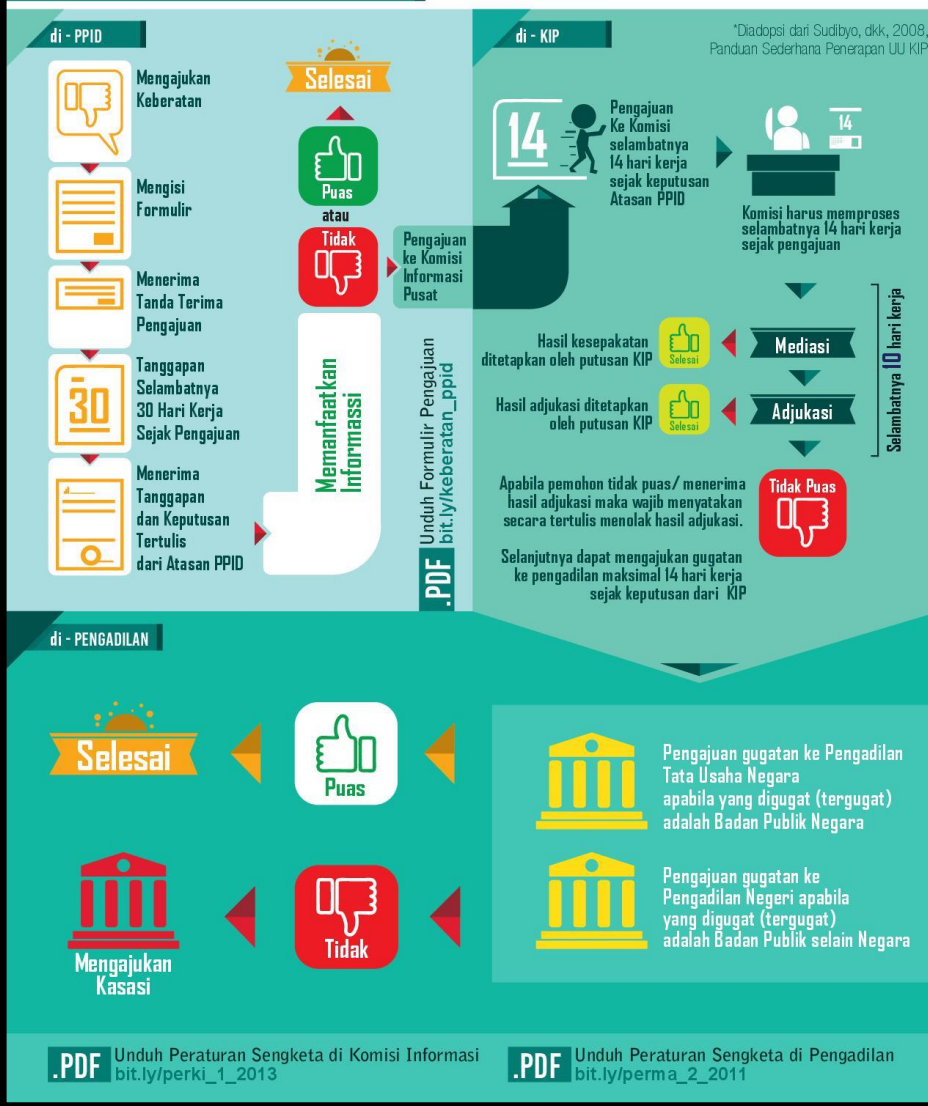 di - PPID
Mengajukan
Keberatan
Mengisi
Formulir
Menerima
Tanda Terima
Pengajuan
30
Tanggapan
Selambatnya
30 Hari Kerja
Sejak Pengajuan
Menerima
Tanggapan
dan Keputusan
Tertulis
dari Atasan PPID
Memanfaatkan
Informassi
Selesai
Puas
atau
Tidak
Pengajuan
ke Komisi
Informasi
Pusat
.PDF
Unduh Formulir Pengajuan
bit.ly/keberatan_ppid
di - KIP
*Diadopsi dari Sudibyo, dkk, 2008,
Panduan Sederhana Penerapan UU KIP
14
Pengajuan
Ke Komisi
selambatnya
14 hari kerja
sejak keputusan
Atasan PPID
14
Komisi harus memproses
selambatnya 14 hari kerja
sejak pengajuan
Selambatnya 10 hari kerja
Mediasi
Selesai
Hasil kesepakatan
ditetapkan oleh putusan KIP
Adjukasi
Selesai
Hasil adjukasi ditetapkan
oleh putusan KIP
Tidak Puas
Apabila pemohon tidak puas/ menerima
hasil adjukasi maka wajib menyatakan
secara tertulis menolak hasil adjukasi.
Selanjutnya dapat mengajukan gugatan
ke pengadilan maksimal 14 hari kerja
sejak keputusan dari KIP
di - PENGADILAN
Pengajuan gugatan ke Pengadilan
Tata Usaha Negara
apabila yang digugat (tergugat)
adalah Badan Publik Negara
Pengajuan gugatan ke
Pengadilan Negeri apabila
yang digugat (tergugat)
adalah Badan Publik selain Negara
Puas
Selesai
Tidak
Mengajukan
Kasasi
.PDF
Unduh Peraturan Sengketa di Komisi Informasi
bit.ly/perki_1_2013
.PDF
Unduh Peraturan Sengketa di Pengadilan
bit.ly/perma_2_2011